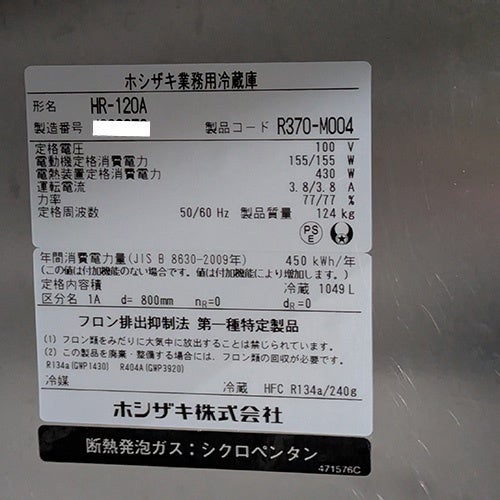 ホシザキ業務用冷蔵庫
形名 HR-120A
製造番号 製品コード R370-M004
定格電圧 100 V
電動機定格消費電力 155/155 W
電熱装置定格消費電力 430 W
運転電流 3.8/3.8 A
力率 77/77 %
定格周波数 50/60 Hz 製品質量 124 kg
PSE
年間消費電力量(JIS B 8630-2009年) 450 kWh/年
(この値は付加機能のない場合です。値は付加機能により増加します。)
定格内容積 冷蔵 1049 L
区分名 1A d= 800mm nR=0 dR=0
フロン排出抑制法 第一種特定製品
(1) フロン類をみだりに大気中に放出することは禁じられています。
(2) この製品を廃棄・整備する場合には、フロン類の回収が必要です。
R134a(GWP1430) R404A(GWP3920)
冷媒 冷蔵 HFC R134a/240g
ホシザキ株式会社
断熱発泡ガス：シクロペンタン
471576C